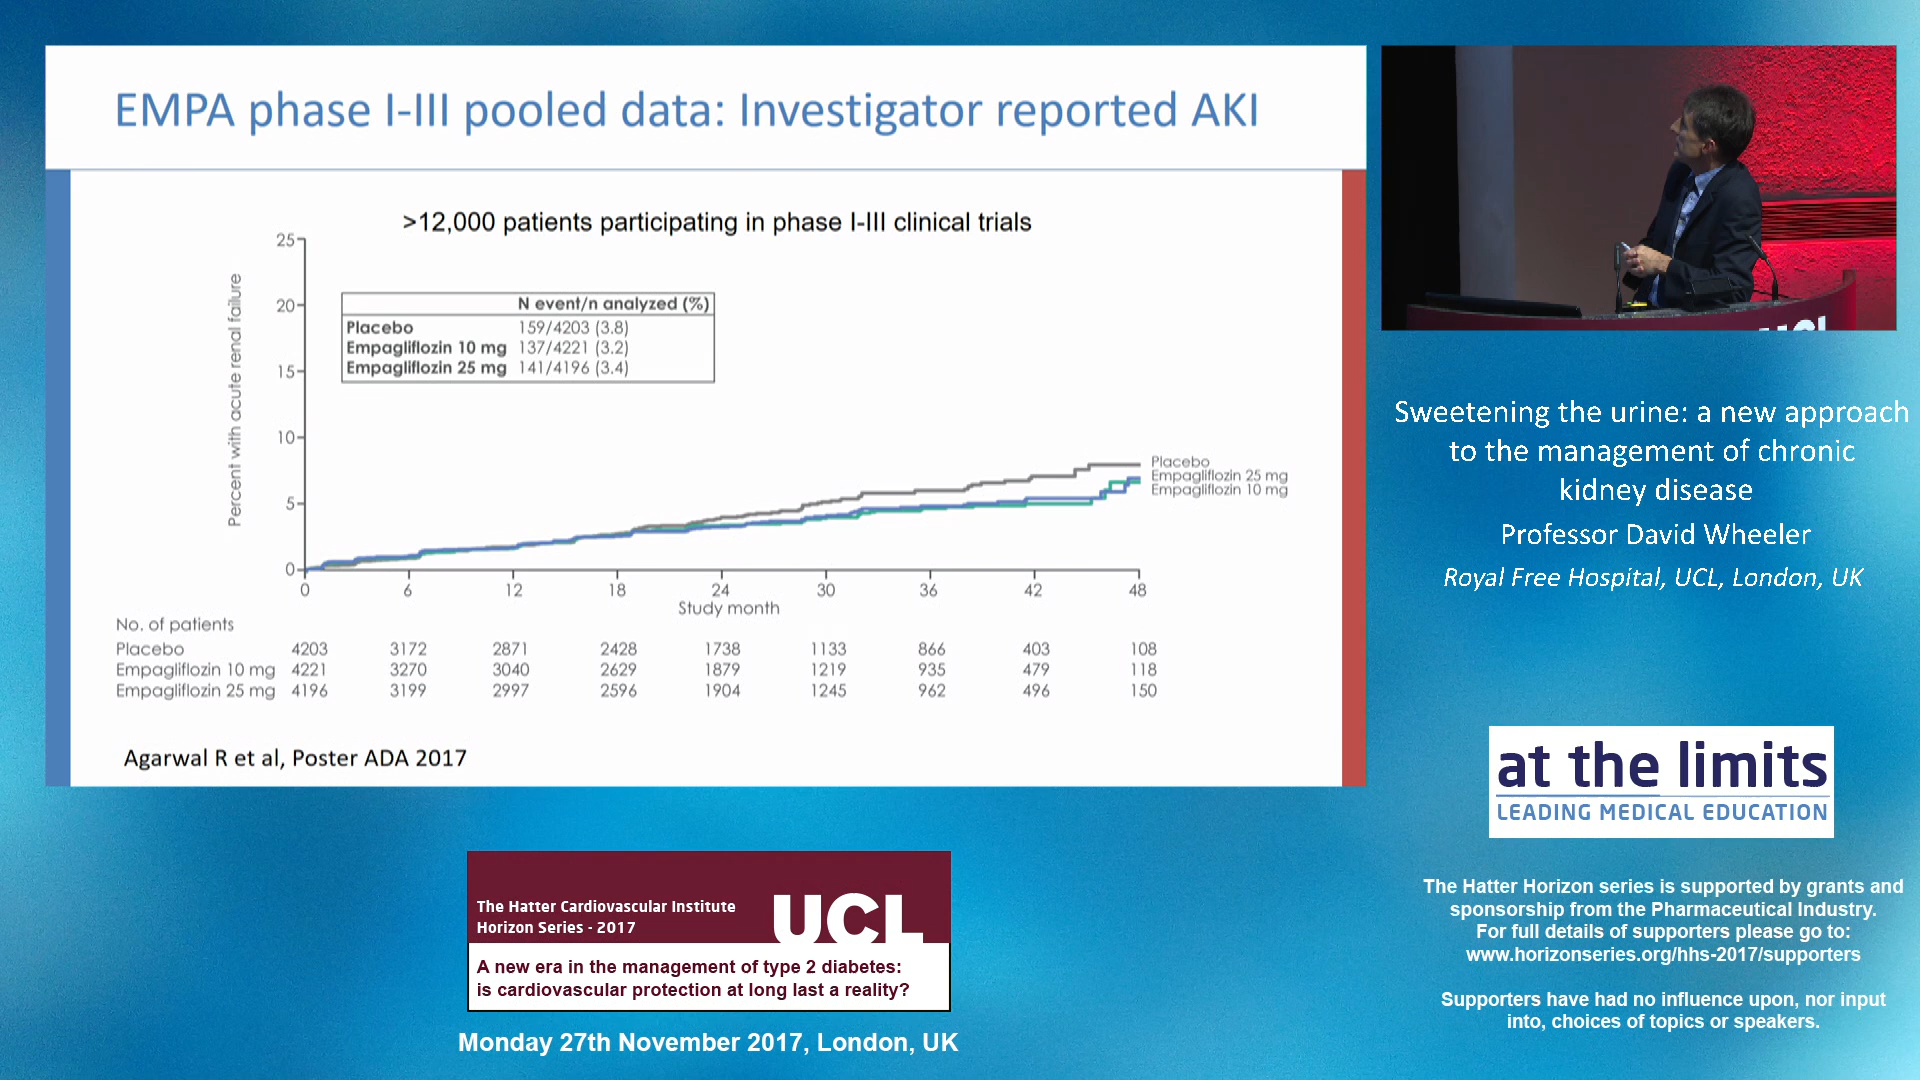 EMPA phase I-III pooled data: Investigator reported AKI
>12,000 patients participating in phase I-III clinical trials
Percent with acute renal failure
25
20
15
10
5
0
N event/n analyzed (%)
Placebo 159/4203 (3.8)
Empagliflozin 10 mg 137/4221 (3.2)
Empagliflozin 25 mg 141/4196 (3.4)
Placebo
Empagliflozin 25 mg
Empagliflozin 10 mg
0 6 12 18 24 30 36 42 48
Study month
No. of patients
Placebo 4203 3172 2871 2428 1738 1133 866 403 108
Empagliflozin 10 mg 4221 3270 3040 2629 1879 1219 935 479 118
Empagliflozin 25 mg 4196 3199 2997 2596 1904 1245 962 496 150
Agarwal R et al, Poster ADA 2017
UCL
Sweetening the urine: a new approach
to the management of chronic
kidney disease
Professor David Wheeler
Royal Free Hospital, UCL, London, UK
at the limits
LEADING MEDICAL EDUCATION
The Hatter Horizon series is supported by grants and
sponsorship from the Pharmaceutical Industry.
For full details of supporters please go to:
www.horizonseries.org/hhs-2017/supporters
Supporters have had no influence upon, nor input
into, choices of topics or speakers.
The Hatter Cardiovascular Institute
Horizon Series - 2017
UCL
A new era in the management of type 2 diabetes:
is cardiovascular protection at long last a reality?
Monday 27th November 2017, London, UK